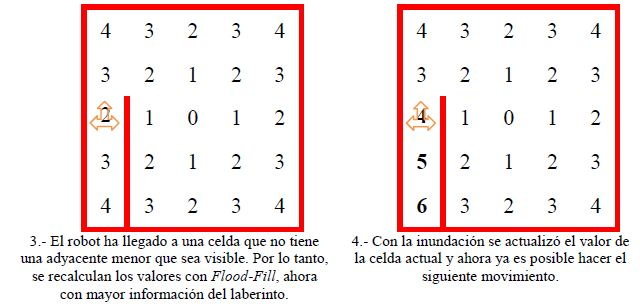 4 3 2 3 4
3 2 1 2 3
2 1 0 1 2
3 2 1 2 3
4 3 2 3 4
3.- El robot ha llegado a una celda que no tiene
una adyacente menor que sea visible. Por lo tanto,
se recalculan los valores con Flood-Fill, ahora
con mayor información del laberinto.
4 3 2 3 4
3 2 1 2 3
4 1 0 1 2
5 2 1 2 3
6 3 2 3 4
4.- Con la inundación se actualizó el valor de
la celda actual y ahora ya es posible hacer el
siguiente movimiento.